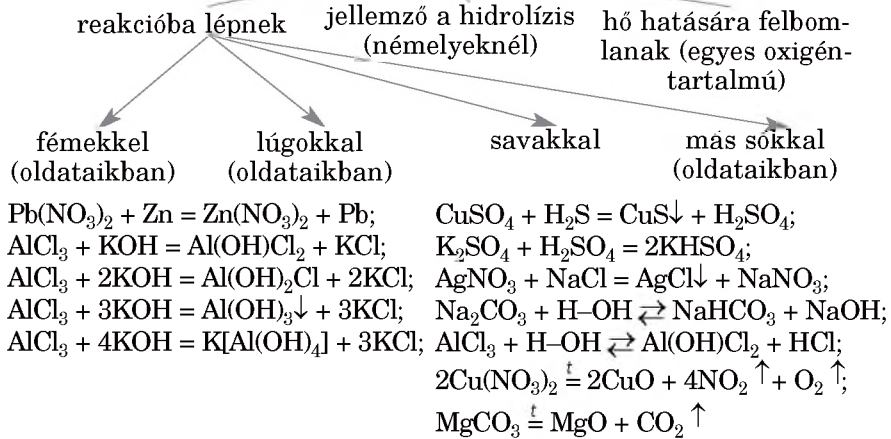 reakcióba lépnek
jellemző a hidrolízis
(némelyeknél)
hő hatására felbom-
lanak (egyes oxigén-
tartalmú)
fémekkel
(oldataikban)
lúgokkal
(oldataikban)
savakkal
más sókkal
(oldataikban)
Pb(NO₃)₂ + Zn = Zn(NO₃)₂ + Pb;
AlCl₃ + KOH = Al(OH)Cl₂ + KCl;
AlCl₃ + 2KOH = Al(OH)₂Cl + 2KCl;
AlCl₃ + 3KOH = Al(OH)₃↓ + 3KCl;
AlCl₃ + 4KOH = K[Al(OH)₄] + 3KCl;
CuSO₄ + H₂S = CuS↓ + H₂SO₄;
K₂SO₄ + H₂SO₄ = 2KHSO₄;
AgNO₃ + NaCl = AgCl↓ + NaNO₃;
Na₂CO₃ + H–OH ⇄ NaHCO₃ + NaOH;
AlCl₃ + H–OH ⇄ Al(OH)Cl₂ + HCl;
2Cu(NO₃)₂ =ᵗ 2CuO + 4NO₂↑ + O₂↑;
MgCO₃ =ᵗ MgO + CO₂↑